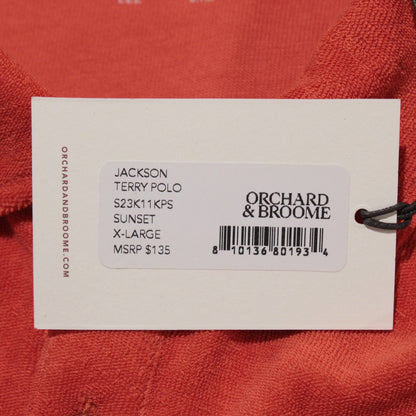 ORCHARDANDBROOME.COM
JACKSON
TERRY POLO
S23K11KPS
SUNSET
X-LARGE
MSRP $135
ORCHARD
& BROOME
8 10136 80193 4